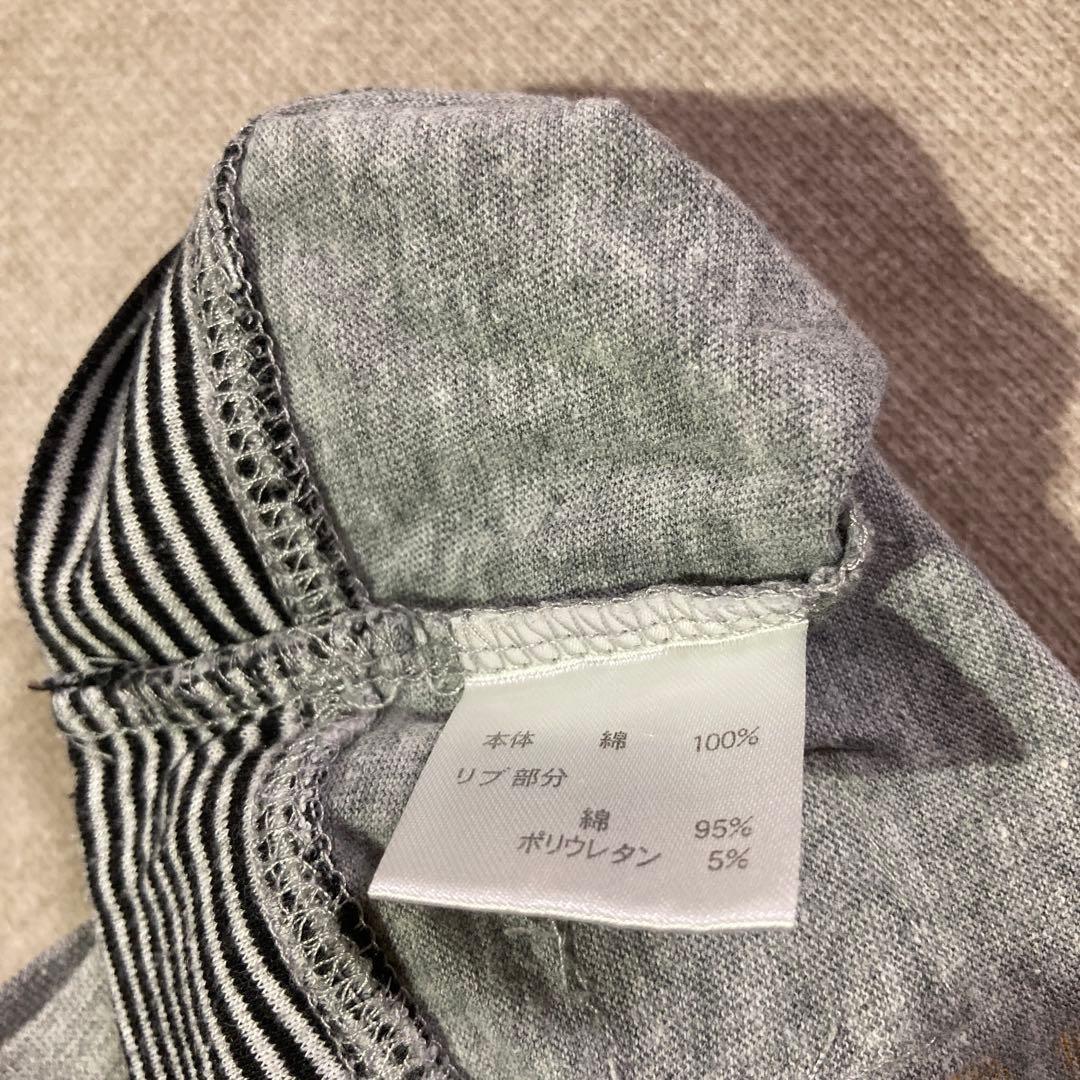 本体 綿 100%
リブ部分
綿 95%
ポリウレタン 5%